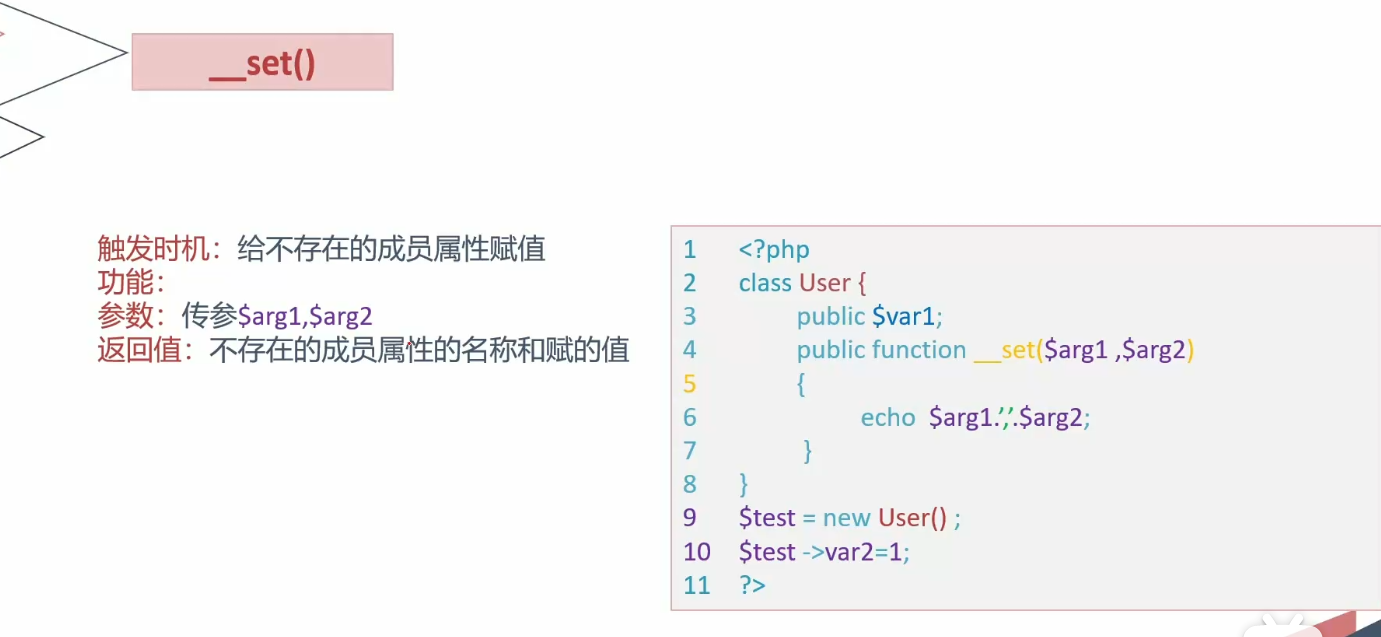 __set()
触发时机：给不存在的成员属性赋值
功能：
参数：传参$arg1,$arg2
返回值：不存在的成员属性的名称和赋的值
1 <?php
2 class User {
3 public $var1;
4 public function __set($arg1 ,$arg2)
5 {
6 echo $arg1.’,’.$arg2;
7 }
8 }
9 $test = new User() ;
10 $test ->var2=1;
11 ?>